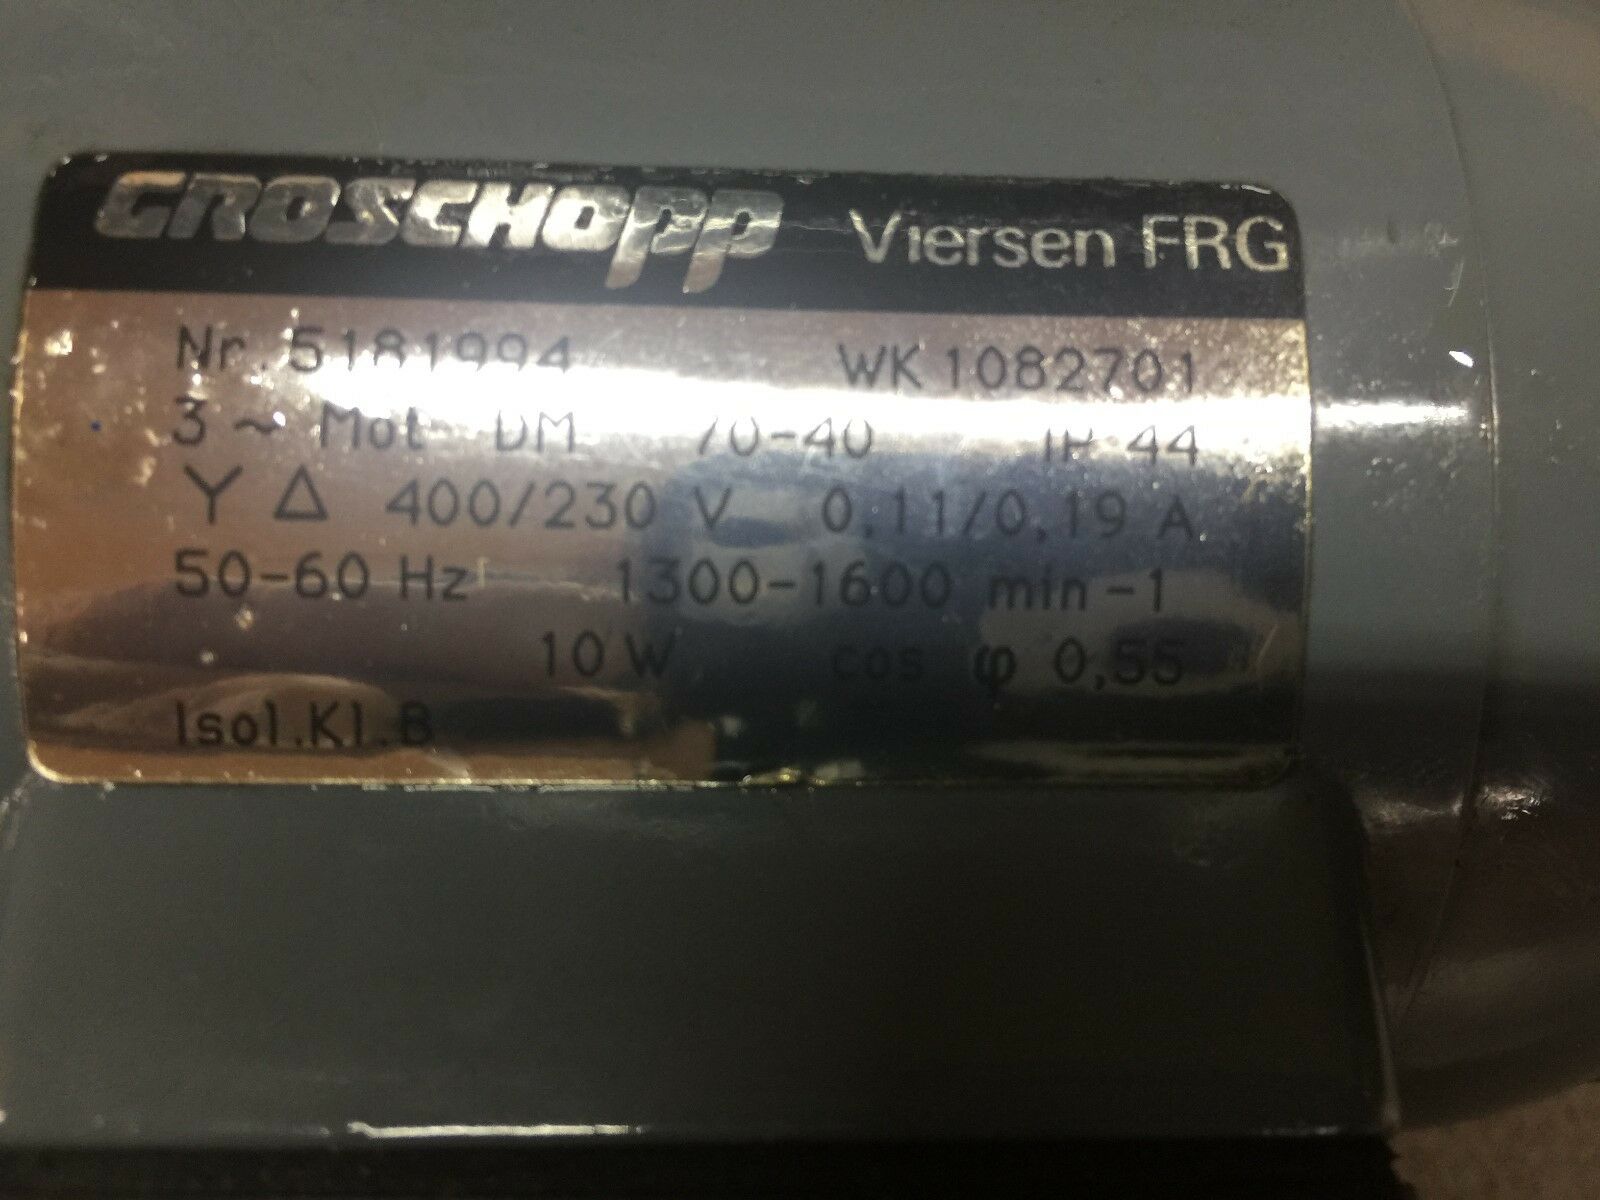 GROSCHOPP Viersen FRG
Nr. 5181994 WK 1082701
3 ~ Mot DM 70-40 IP 44
Y Δ 400/230 V 0,11/0,19 A
50-60 Hz 1300-1600 min -1
10 W cos φ 0,55
Isol.Kl.B